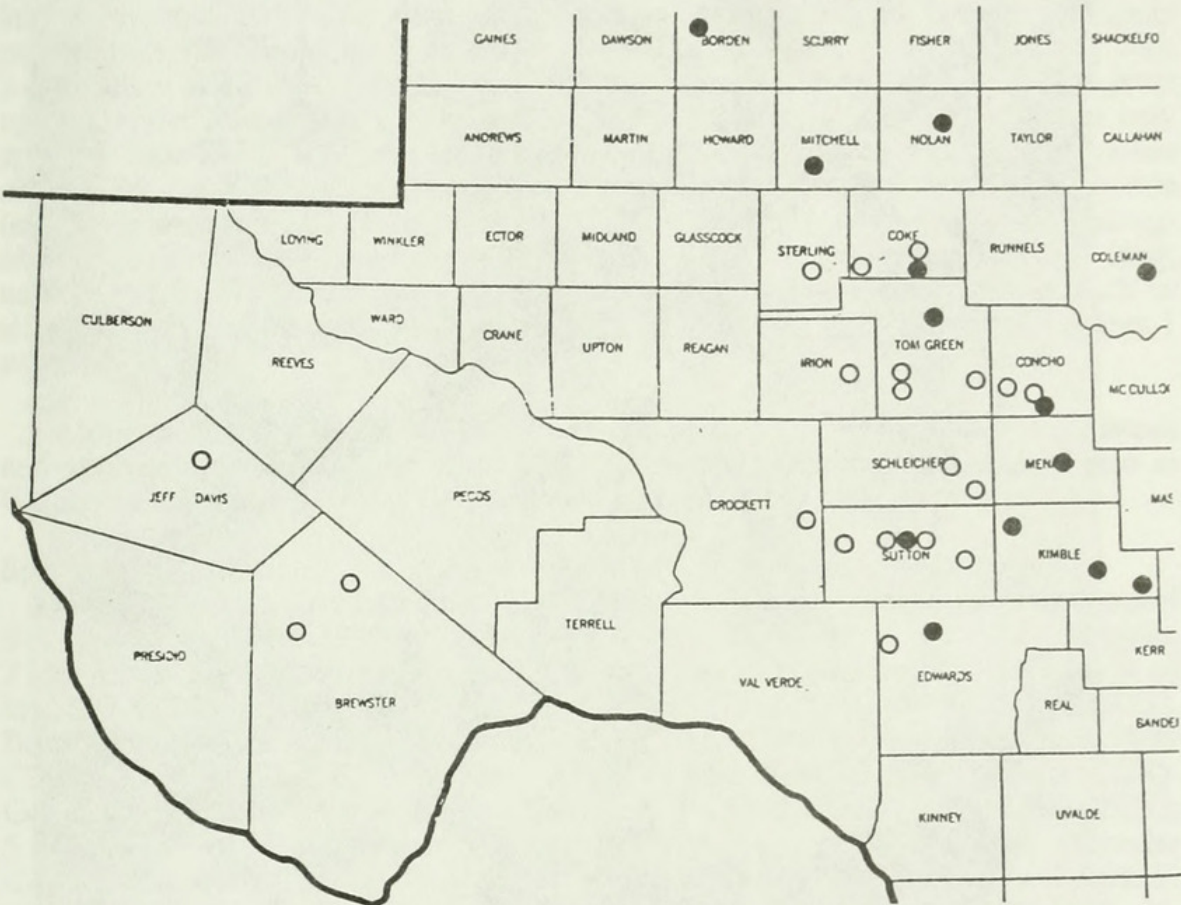 GAINES DAWSON BORDEN SCURRY FISHER JONES SHACKELFO
ANDREWS MARTIN HOWARD MITCHELL NOLAN TAYLOR CALLAHAN
LOVING WINKLER ECTOR MIDLAND GLASSCOCK STERLING COKE RUNNELS COLEMAN
CULBERSON REEVES WARD CRANE UPTON REAGAN IRION TOM GREEN CONCHO MC CULLOC
JEFF DAVIS PECOS CROCKETT SCHLEICHER MENA MAS
SUTTON KIMBLE
PRESIDIO BREWSTER TERRELL VAL VERDE EDWARDS REAL KERR
BANDE
KINNEY UVALDE